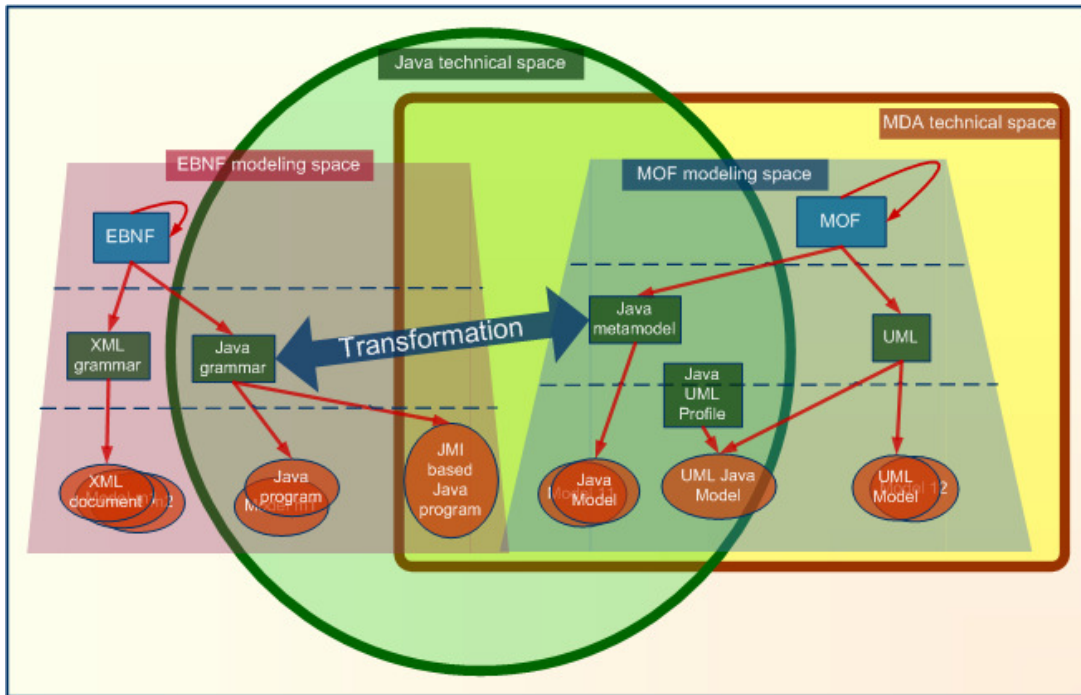 Java technical space
MDA technical space
EBNF modeling space
MOF modeling space
EBNF
MOF
XML
grammar
Java
grammar
Transformation
Java
metamodel
UML
Java
UML
Profile
XML
document
Java
program
JMI
based
Java
program
Java
Model
UML Java
Model
UML
Model